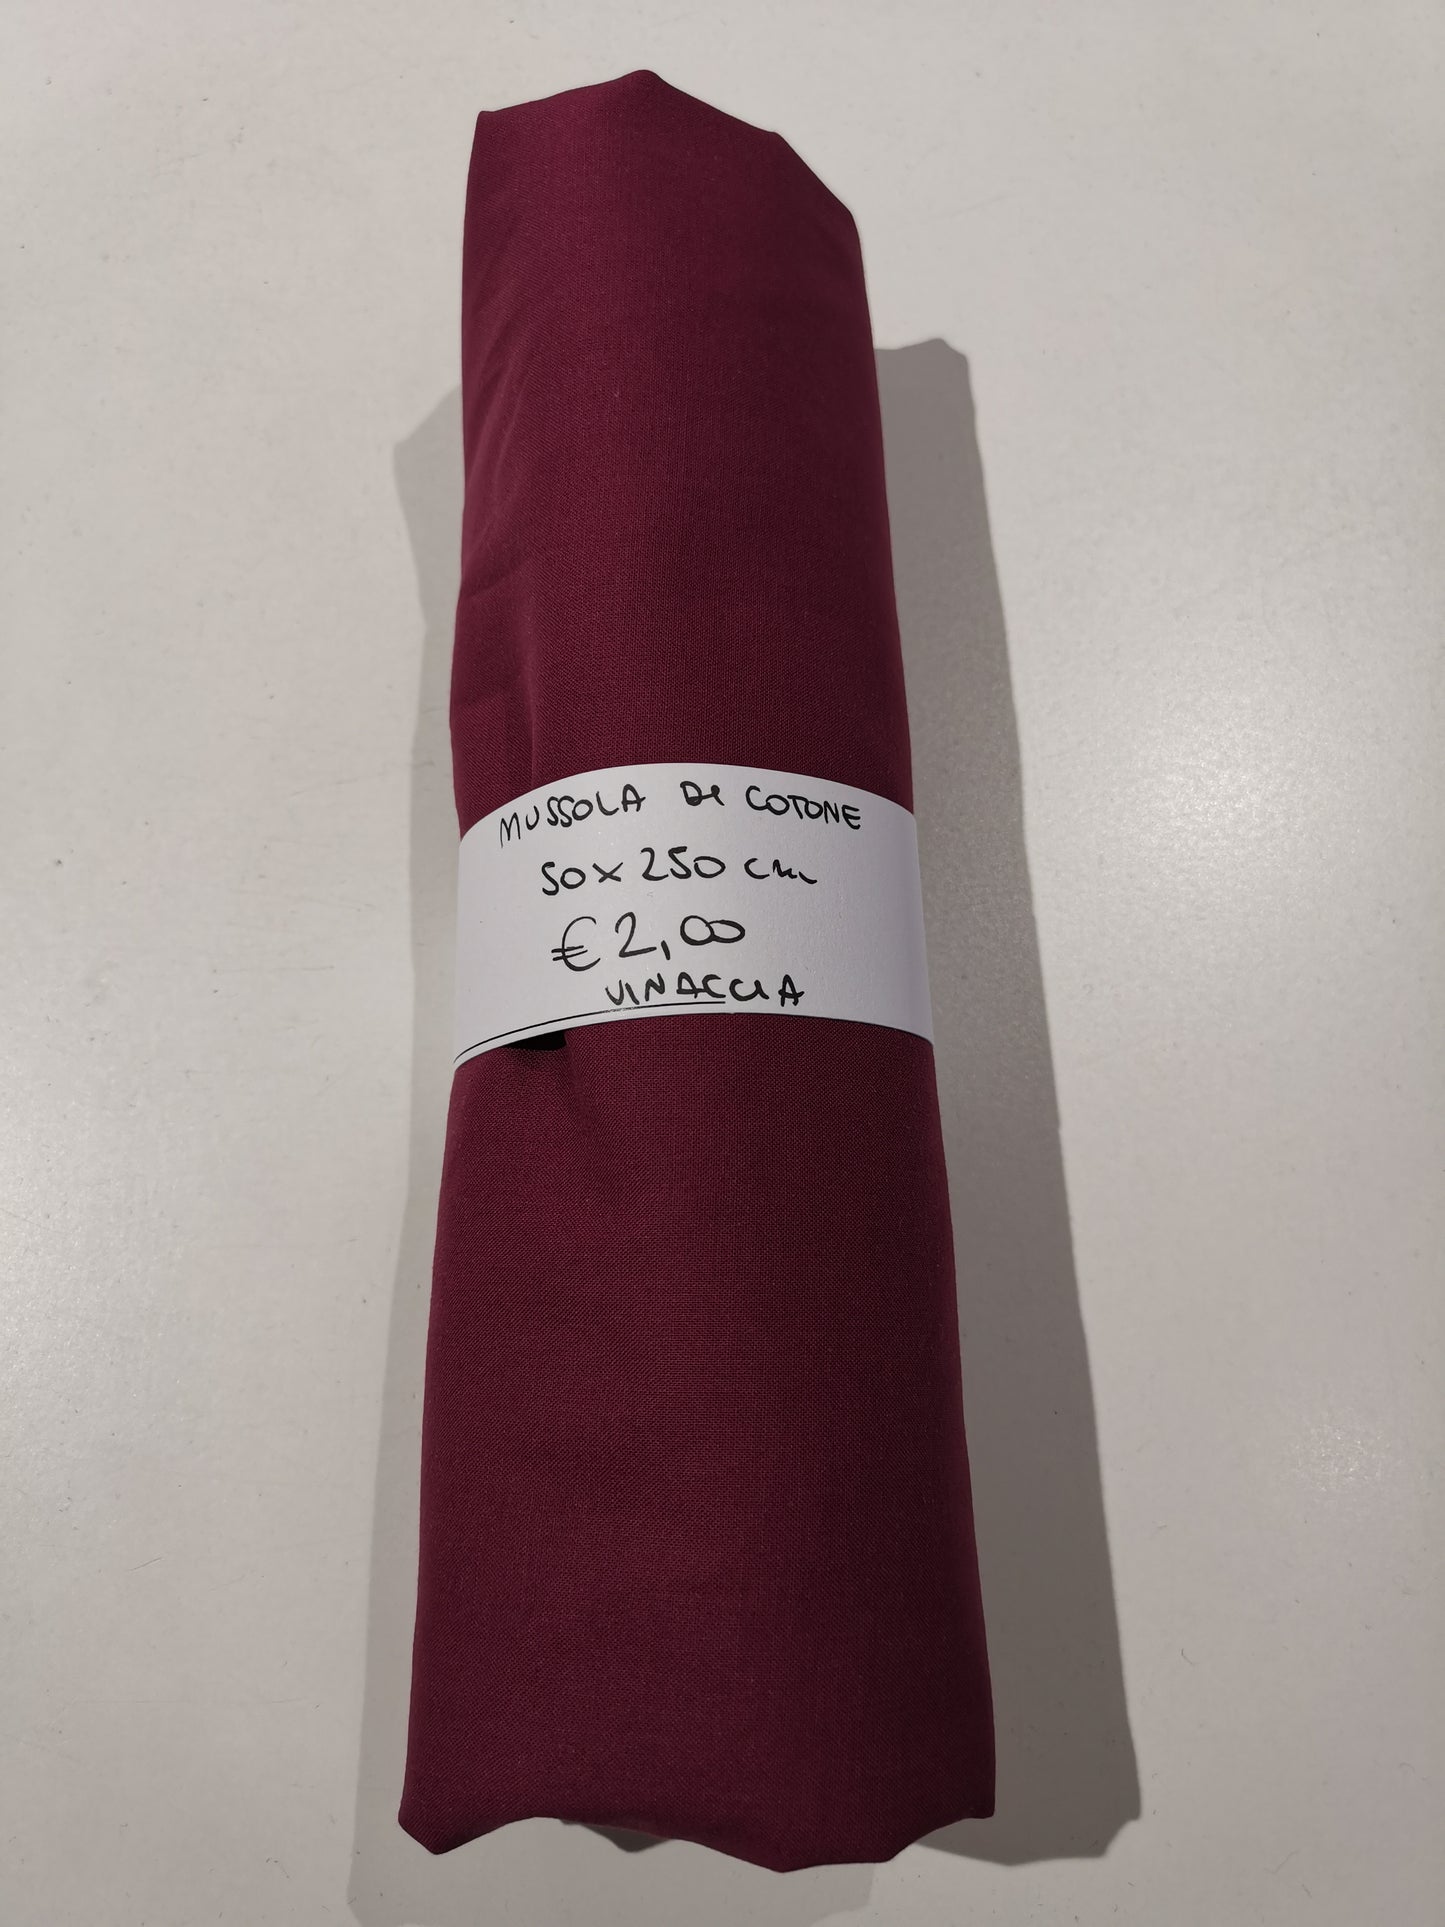 MUSSOLA DI COTONE
50x250 cm
€2,00
VINACCIA